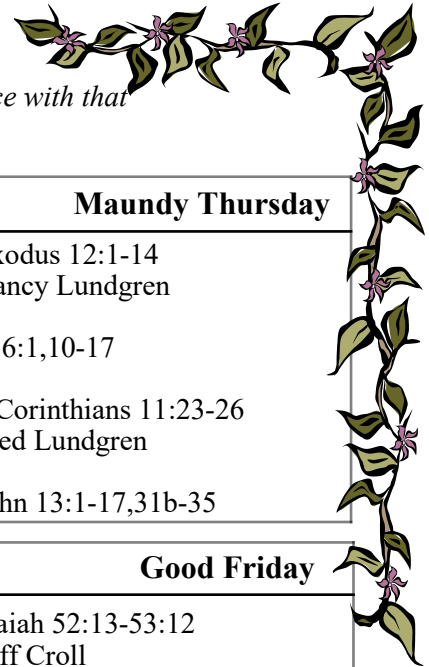 ce with that
Maundy Thursday
xodus 12:1-14
ancy Lundgren
6:1,10-17
Corinthians 11:23-26
ed Lundgren
hn 13:1-17,31b-35
Good Friday
aiah 52:13-53:12
ff Croll